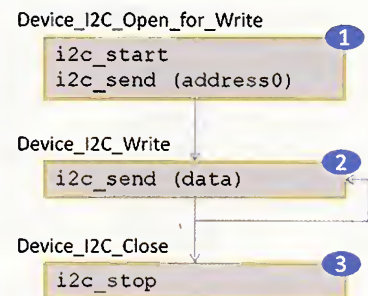 Device_I2C_Open_for_Write
1
i2c_start
i2c_send (address0)
Device_I2C_Write
2
i2c_send (data)
Device_I2C_Close
3
i2c_stop